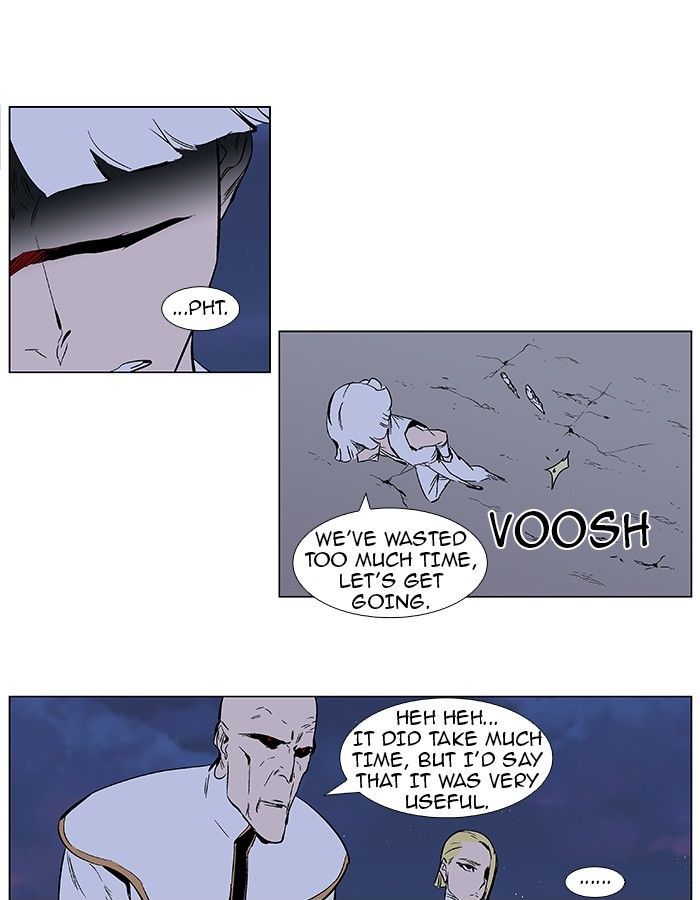 ...PHT.
WE'VE WASTED
TOO MUCH TIME,
LET'S GET
GOING.
VOOSH
HEH HEH...
IT DID TAKE MUCH
TIME, BUT I'D SAY
THAT IT WAS VERY
USEFUL.
......